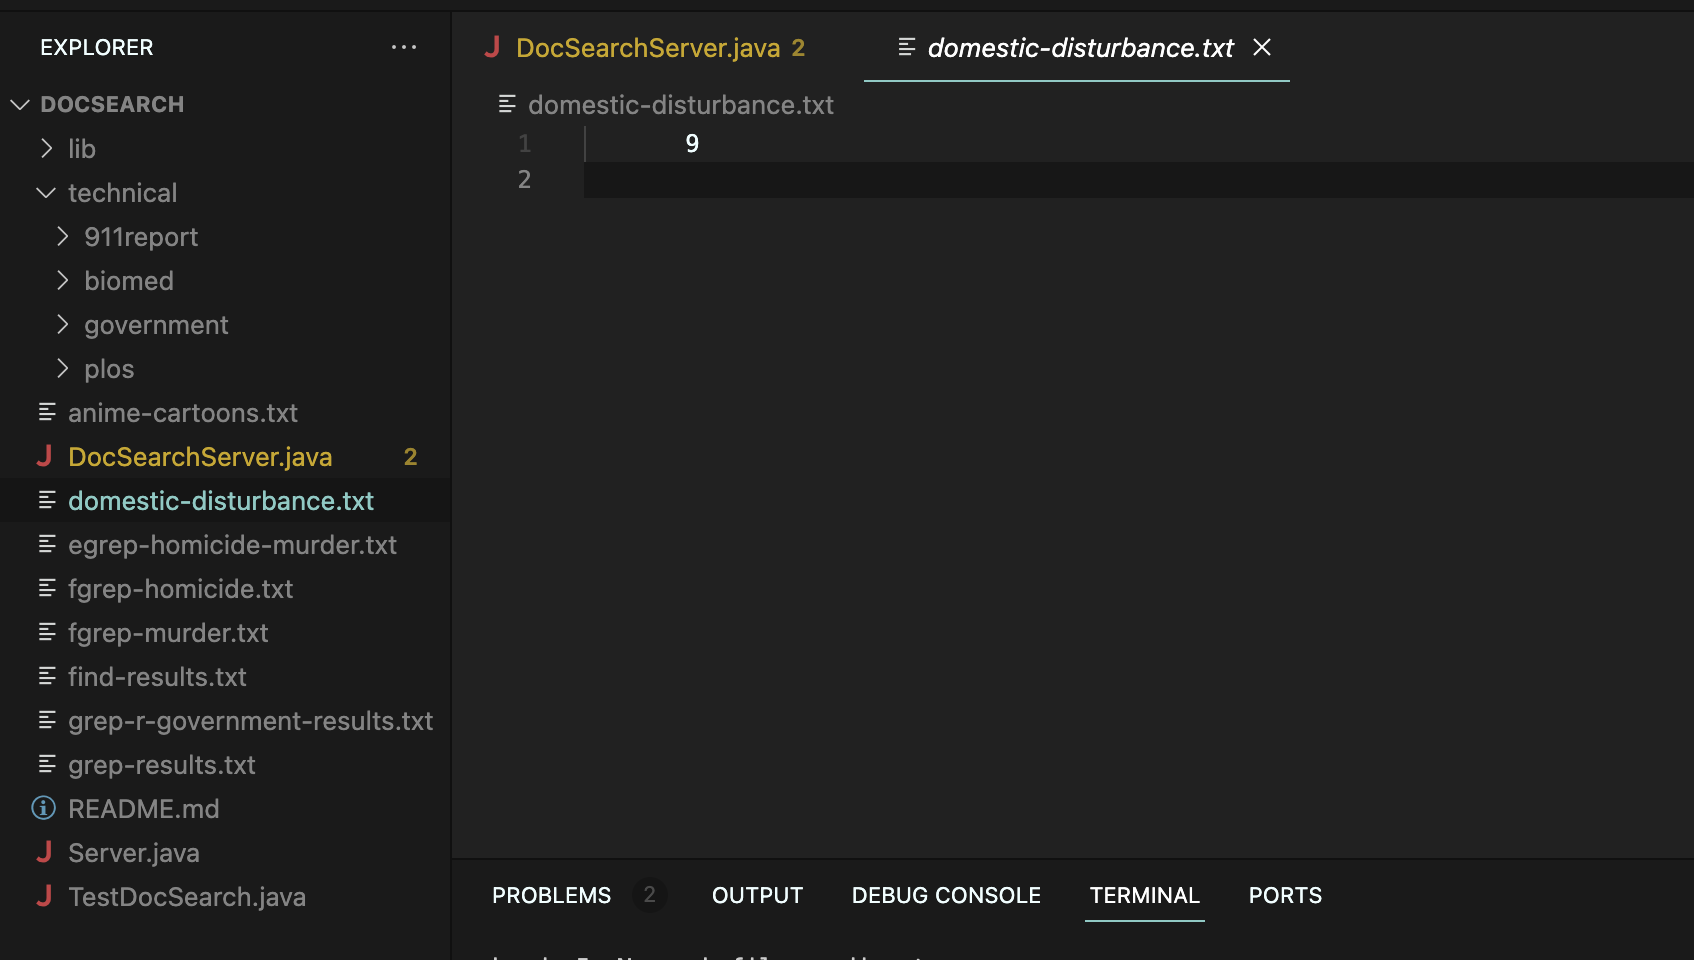 EXPLORER
DOCSEARCH
lib
technical
911report
biomed
government
plos
anime-cartoons.txt
DocSearchServer.java 2
domestic-disturbance.txt
egrep-homicide-murder.txt
fgrep-homicide.txt
fgrep-murder.txt
find-results.txt
grep-r-government-results.txt
grep-results.txt
README.md
Server.java
TestDocSearch.java
DocSearchServer.java 2
domestic-disturbance.txt
domestic-disturbance.txt
1 9
2
PROBLEMS 2 OUTPUT DEBUG CONSOLE TERMINAL PORTS